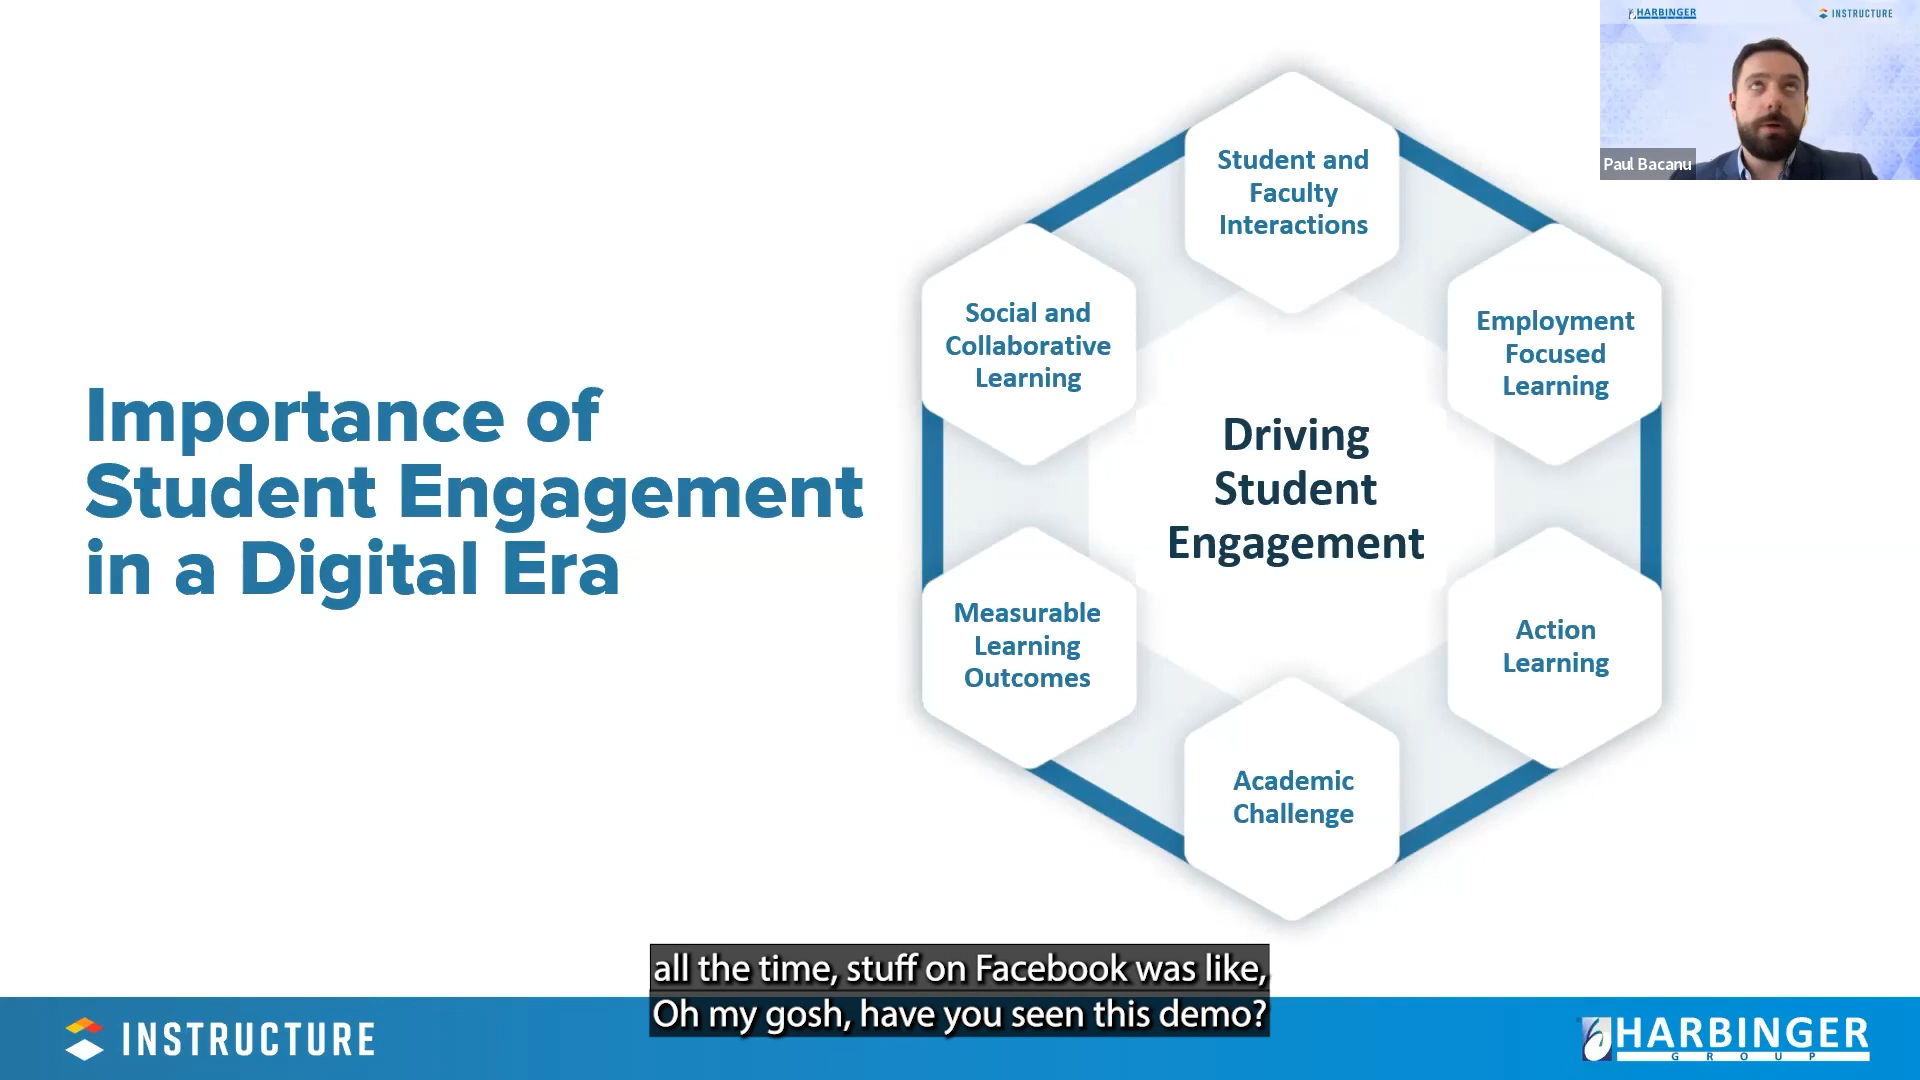 HARBINGER
INSTRUCTURE
Paul Bacanu
Importance of
Student Engagement
in a Digital Era
Student and
Faculty
Interactions
Social and
Collaborative
Learning
Employment
Focused
Learning
Driving
Student
Engagement
Measurable
Learning
Outcomes
Action
Learning
Academic
Challenge
all the time, stuff on Facebook was like,
Oh my gosh, have you seen this demo?
INSTRUCTURE
HARBINGER
GROUP